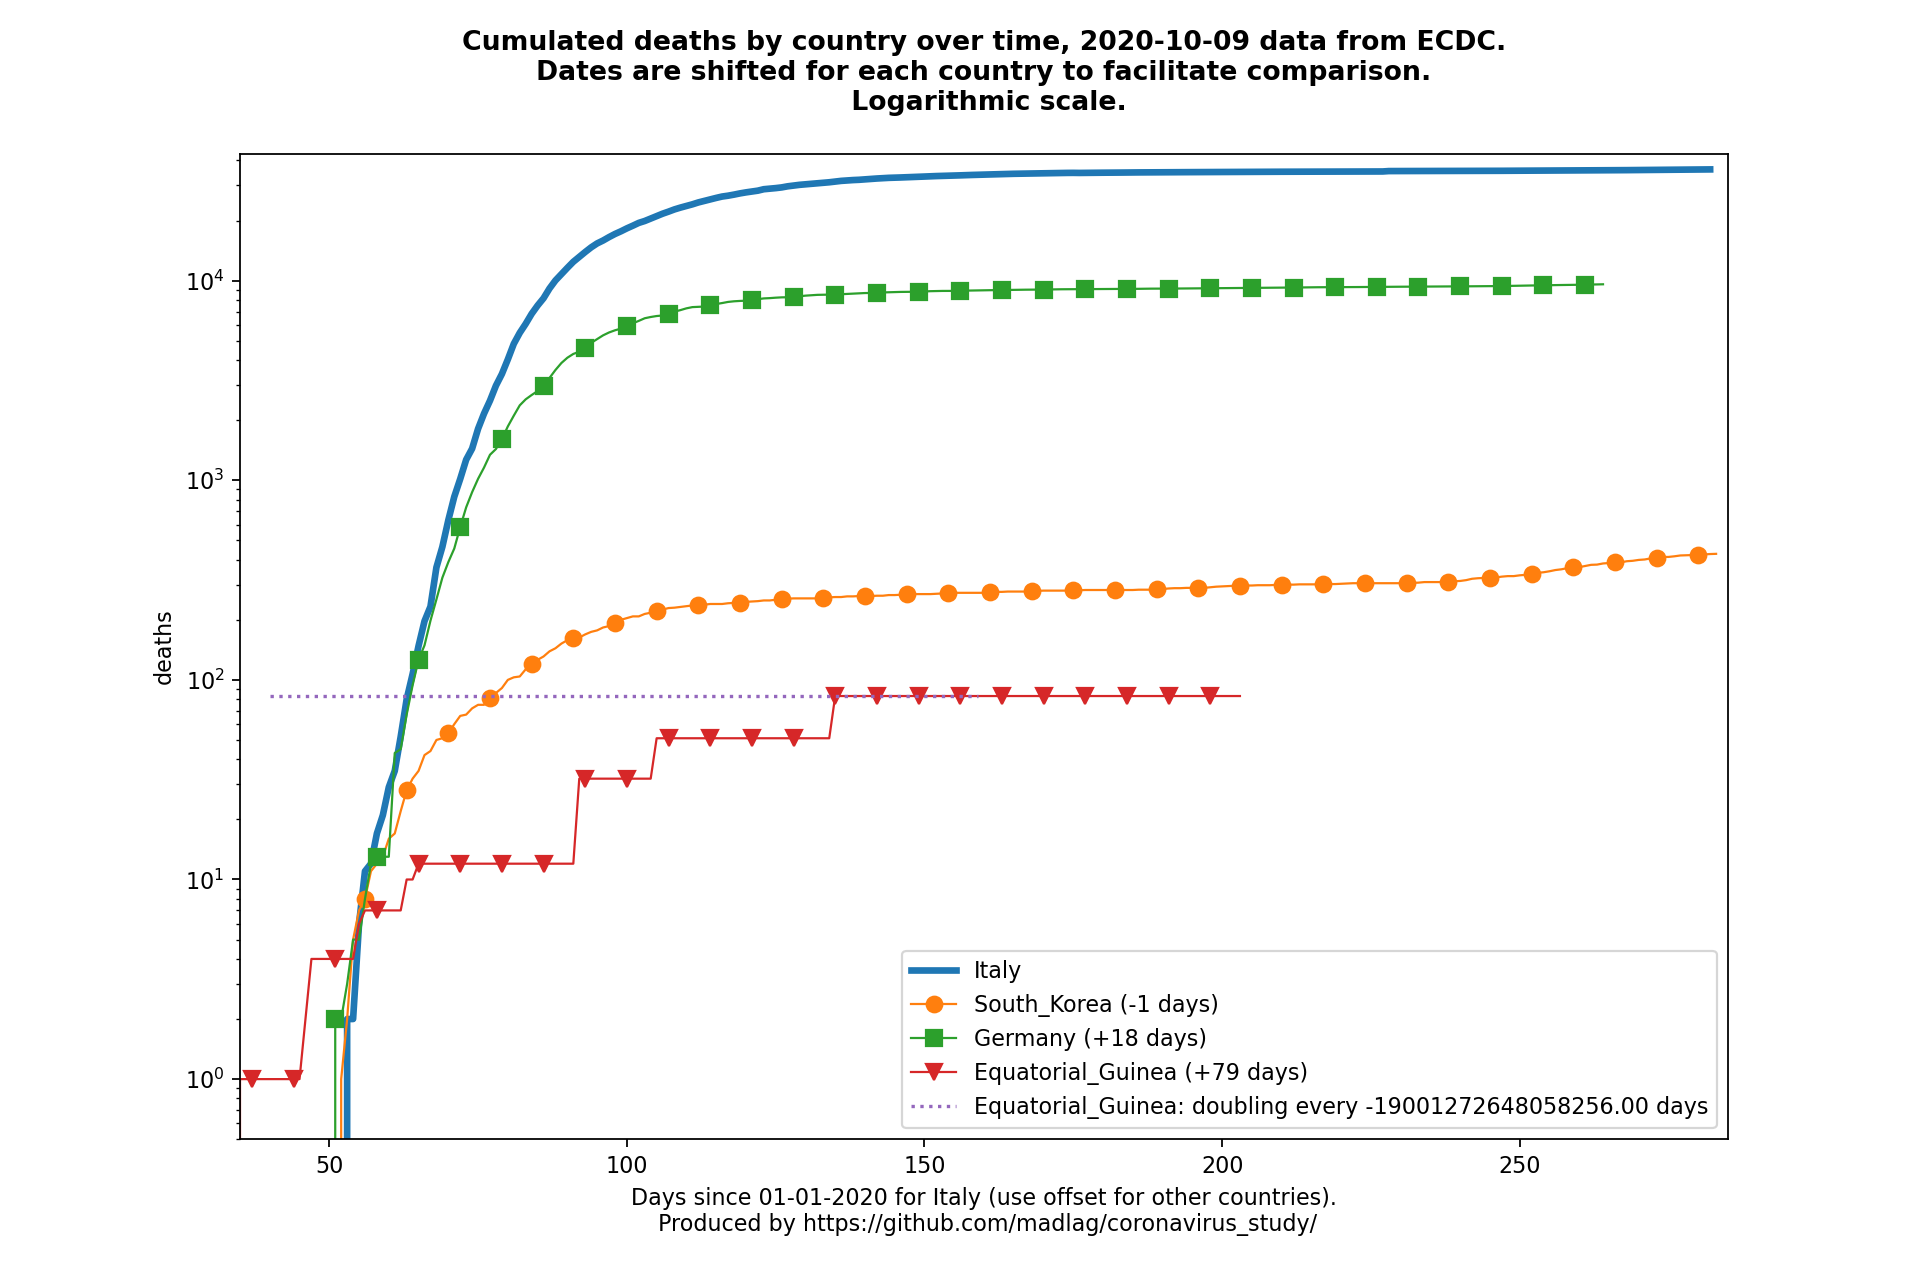 Cumulated deaths by country over time, 2020-10-09 data from ECDC.
Dates are shifted for each country to facilitate comparison.
Logarithmic scale.
deaths
10^4
10^3
10^2
10^1
10^0
Italy
South_Korea (-1 days)
Germany (+18 days)
Equatorial_Guinea (+79 days)
Equatorial_Guinea: doubling every -19001272648058256.00 days
50 100 150 200 250
Days since 01-01-2020 for Italy (use offset for other countries).
Produced by https://github.com/madlag/coronavirus_study/